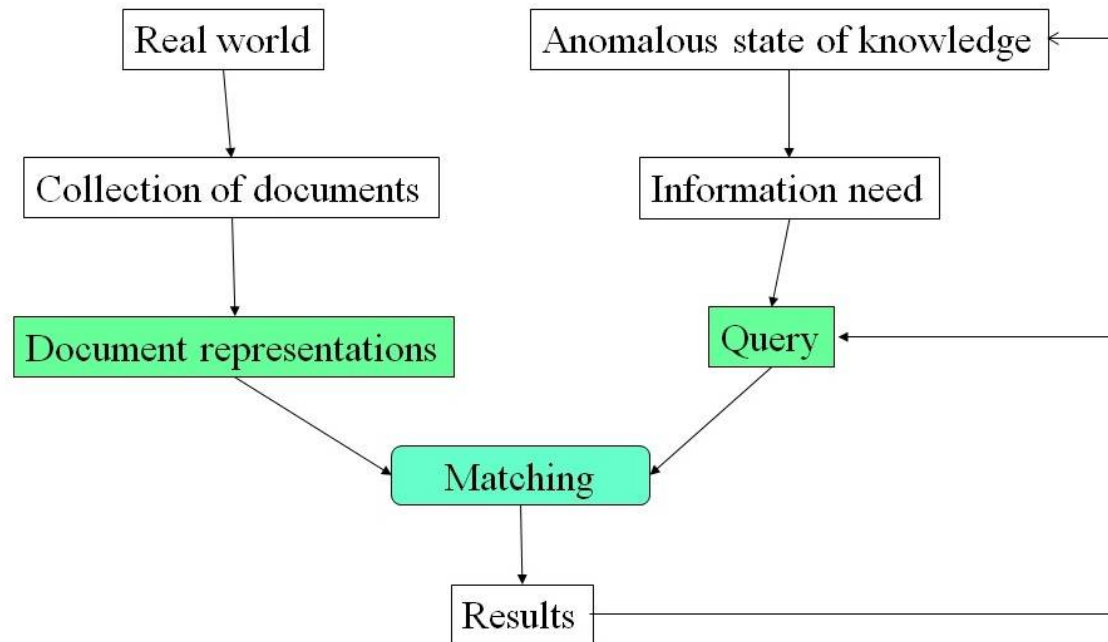 Real world
Anomalous state of knowledge
Collection of documents
Information need
Document representations
Query
Matching
Results